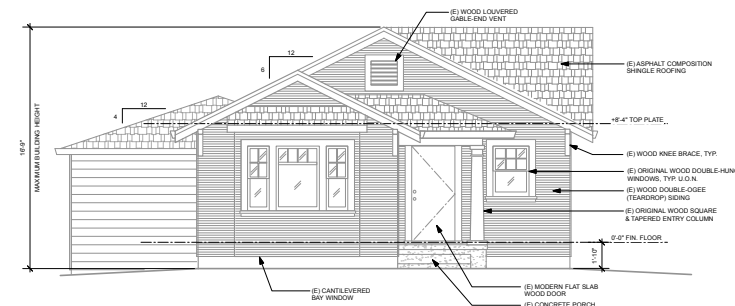 (E) WOOD LOUVERED
GABLE-END VENT
12
6
(E) ASPHALT COMPOSITION
SHINGLE ROOFING
12
4
+8'-4" TOP PLATE
16'-9"
MAXIMUM BUILDING HEIGHT
(E) WOOD KNEE BRACE, TYP.
(E) ORIGINAL WOOD DOUBLE-HUNG
WINDOWS, TYP. U.O.N.
(E) WOOD DOUBLE-OGEE
(TEARDROP) SIDING
(E) ORIGINAL WOOD SQUARE
& TAPERED ENTRY COLUMN
0'-0" FIN. FLOOR
1'-10"
(E) CANTILEVERED
BAY WINDOW
(E) MODERN FLAT SLAB
WOOD DOOR
(E) CONCRETE PORCH